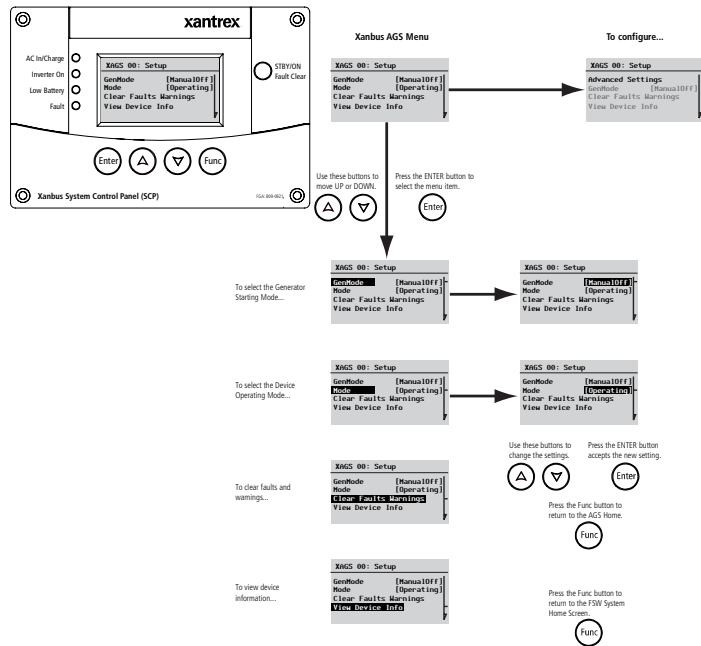 xantrex
AC In/Charge
Inverter On
Low Battery
Fault
XAGS 00: Setup
GenMode [ManualOff]
Mode [Operating]
Clear Faults Warnings
View Device Info
STBY/ON
Fault Clear
Enter
Func
Xanbus System Control Panel (SCP)
Xanbus AGS Menu
XAGS 00: Setup
GenMode [ManualOff]
Mode [Operating]
Clear Faults Warnings
View Device Info
To configure...
XAGS 00: Setup
Advanced Settings
GenMode [ManualOff]
Mode [Operating]
Clear Faults Warnings
View Device Info
Use these buttons to
move UP or DOWN.
Press the ENTER button to
select the menu item.
Enter
To select the Generator
Starting Mode...
XAGS 00: Setup
GenMode [ManualOff]
Mode [Operating]
Clear Faults Warnings
View Device Info
XAGS 00: Setup
GenMode [ManualOff]
Mode [Operating]
Clear Faults Warnings
View Device Info
To select the Device
Operating Mode...
XAGS 00: Setup
GenMode [ManualOff]
Mode [Operating]
Clear Faults Warnings
View Device Info
XAGS 00: Setup
GenMode [ManualOff]
Mode [Operating]
Clear Faults Warnings
View Device Info
Use these buttons to
change the settings.
Press the ENTER button
accepts the new setting.
Enter
To clear faults and
warnings...
XAGS 00: Setup
GenMode [ManualOff]
Mode [Operating]
Clear Faults Warnings
View Device Info
Press the Func button to
return to the AGS Home.
Func
To view device
information...
XAGS 00: Setup
GenMode [ManualOff]
Mode [Operating]
Clear Faults Warnings
View Device Info
Press the Func button to
return to the FSW System
Home Screen.
Func